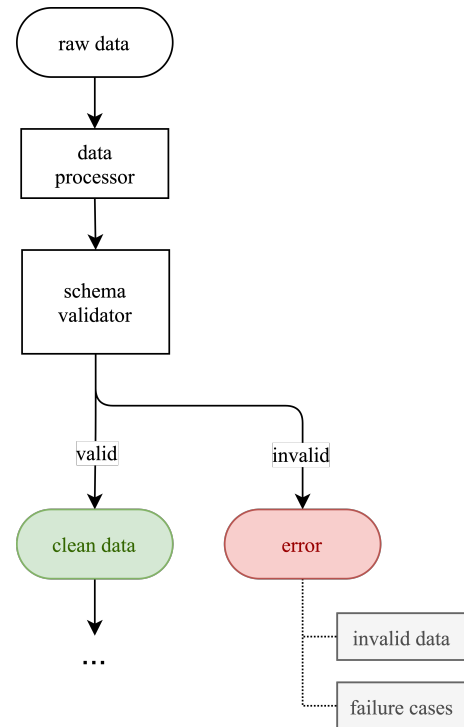 raw data
data
processor
schema
validator
valid
invalid
clean data
error
...
invalid data
failure cases